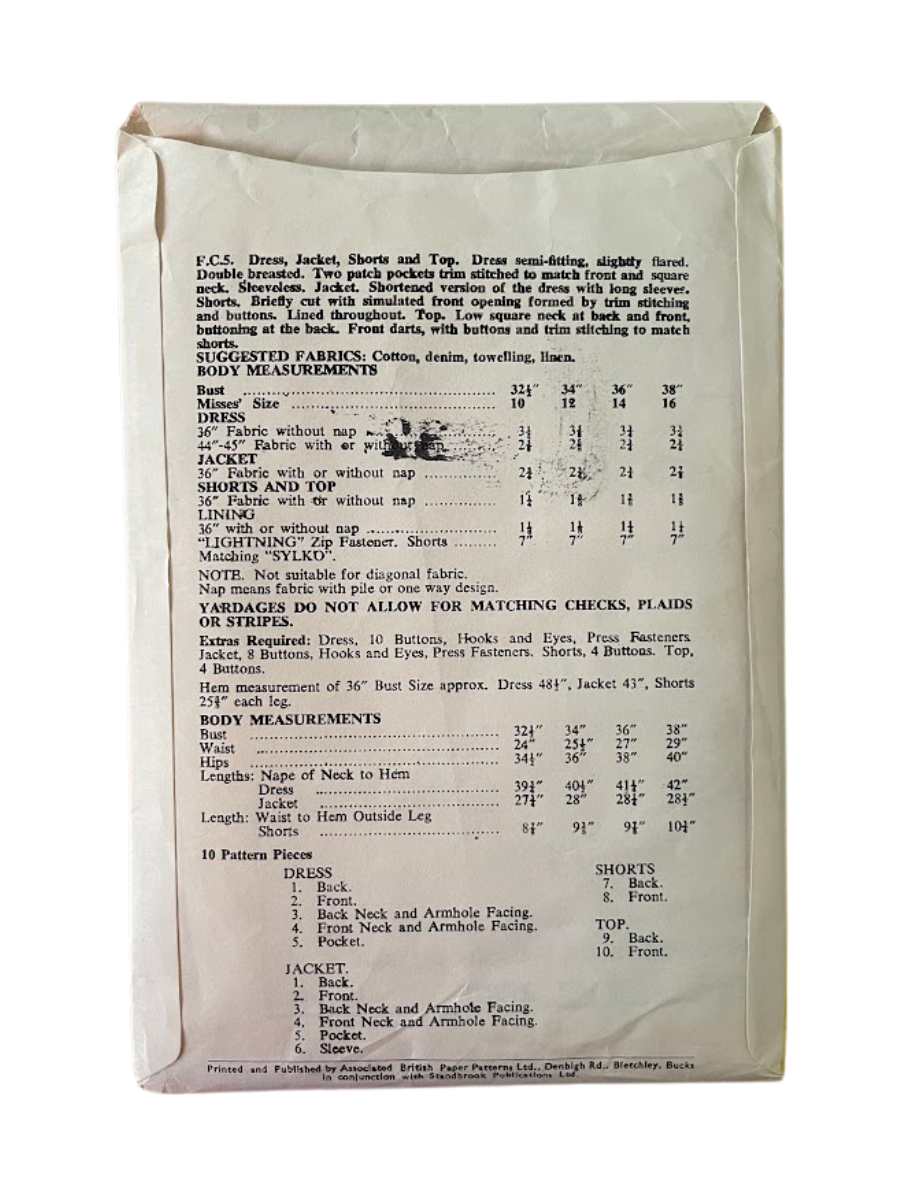 F.C.5. Dress, Jacket, Shorts and Top. Dress semi-fitting, slightly flared.
Double breasted. Two patch pockets trim stitched to match front and square
neck. Sleeveless. Jacket. Shortened version of the dress with long sleeves.
Shorts. Briefly cut with simulated front opening formed by trim stitching
and buttons. Lined throughout. Top. Low square neck at back and front,
buttoning at the back. Front darts, with buttons and trim stitching to match
shorts.
SUGGESTED FABRICS: Cotton, denim, towelling, linen.
BODY MEASUREMENTS
Bust 32½″ 34″ 36″ 38″
Misses' Size 10 12 14 16
DRESS
36″ Fabric without nap
44″-45″ Fabric with or without nap
JACKET
36″ Fabric with or without nap
SHORTS AND TOP
36″ Fabric with or without nap
LINING
36″ with or without nap
"LIGHTNING" Zip Fastener. Shorts 7″ 7″ 7″ 7″
Matching "SYLKO".
NOTE. Not suitable for diagonal fabric.
Nap means fabric with pile or one way design.
YARDAGES DO NOT ALLOW FOR MATCHING CHECKS, PLAIDS
OR STRIPES.
Extras Required: Dress, 10 Buttons, Hooks and Eyes, Press Fasteners
Jacket, 8 Buttons, Hooks and Eyes, Press Fasteners. Shorts, 4 Buttons. Top,
4 Buttons.
Hem measurement of 36″ Bust Size approx. Dress Jacket 43″, Shorts
each leg.
BODY MEASUREMENTS
Bust 32½″ 34″ 36″ 38″
Waist 24″ 25½″ 27″ 29″
Hips 34½″ 36″ 38″ 40″
Lengths: Nape of Neck to Hem
Dress 42″
Jacket 28″
Length: Waist to Hem Outside Leg
Shorts
10 Pattern Pieces
DRESS
1. Back.
2. Front.
3. Back Neck and Armhole Facing.
4. Front Neck and Armhole Facing.
5. Pocket.
JACKET.
1. Back.
2. Front.
3. Back Neck and Armhole Facing.
4. Front Neck and Armhole Facing.
5. Pocket.
6. Sleeve.
SHORTS
7. Back.
8. Front.
TOP.
9. Back.
10. Front.
Printed and Published by Associated British Paper Patterns Ltd., Denbigh Rd., Bletchley, Bucks
in conjunction with Standbrook Publications Ltd.